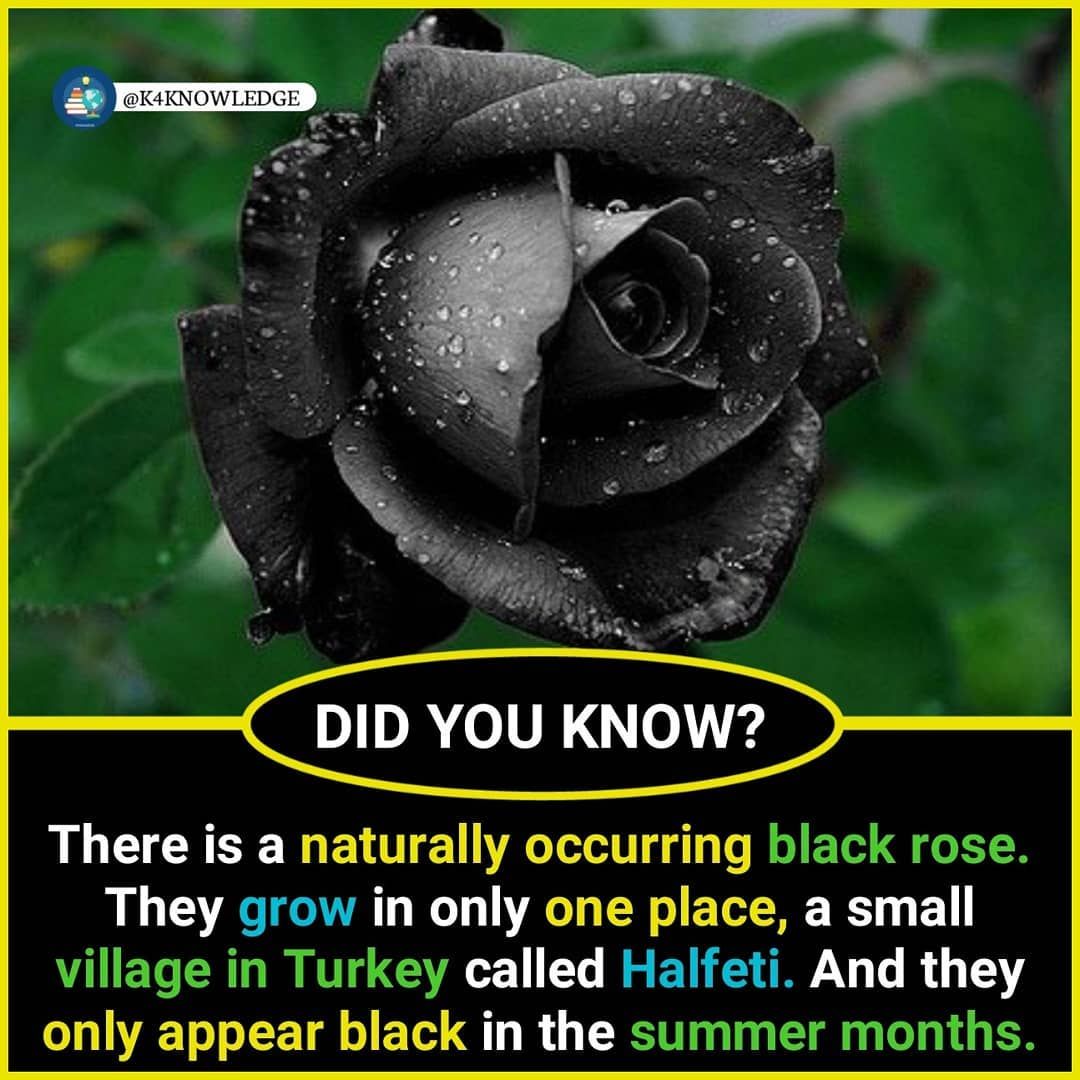 @K4KNOWLEDGE
DID YOU KNOW?
There is a naturally occurring black rose.
They grow in only one place, a small
village in Turkey called Halfeti. And they
only appear black in the summer months.